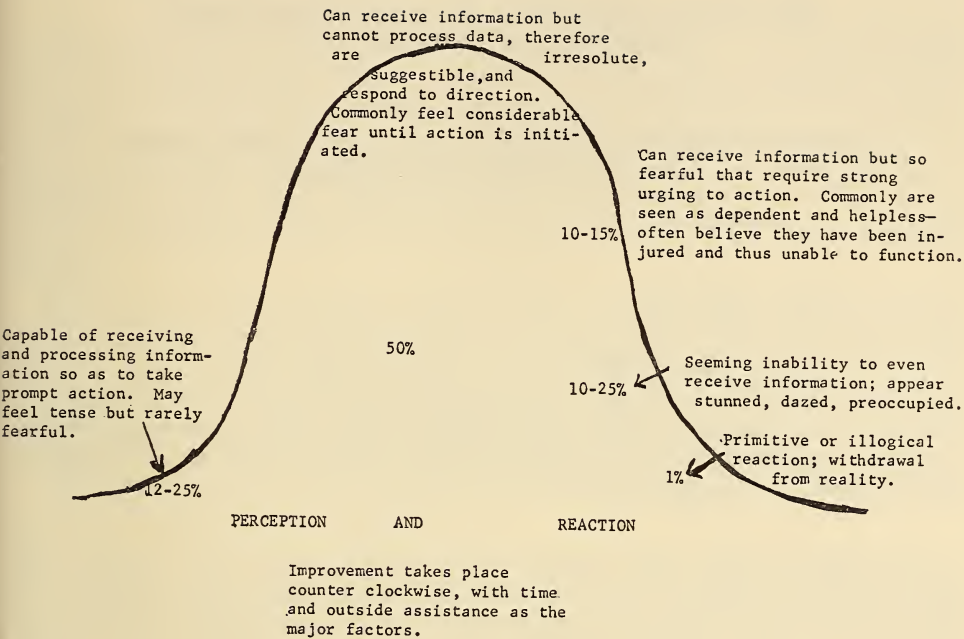 Can receive information but
cannot process data, therefore
are irresolute,
suggestible, and
respond to direction.
Commonly feel considerable
fear until action is initi-
ated.
Can receive information but so
fearful that require strong
urging to action. Commonly are
seen as dependent and helpless—
often believe they have been in-
jured and thus unable to function.
10-15%
Capable of receiving
and processing inform-
ation so as to take
prompt action. May
feel tense but rarely
fearful.
50%
Seeming inability to even
receive information; appear
stunned, dazed, preoccupied.
10-25%
Primitive or illogical
reaction; withdrawal
from reality.
1%
12-25%
PERCEPTION AND REACTION
Improvement takes place
counter clockwise, with time
and outside assistance as the
major factors.